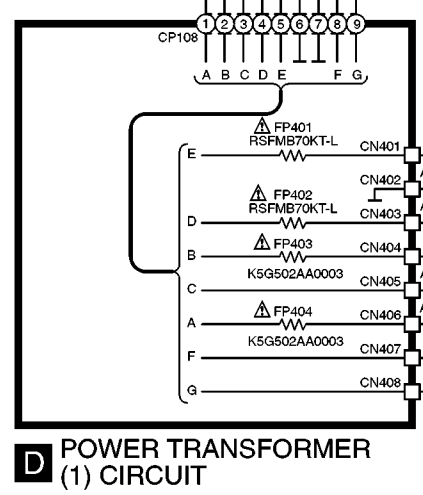 1 2 3 4 5 6 7 8 9
CP108
A B C D E F G
FP401
RSFMB70KT-L
E CN401
CN402
FP402
RSFMB70KT-L
D CN403
FP403
B CN404
K5G502AA0003
C CN405
FP404
A CN406
K5G502AA0003
F CN407
G CN408
D POWER TRANSFORMER
(1) CIRCUIT